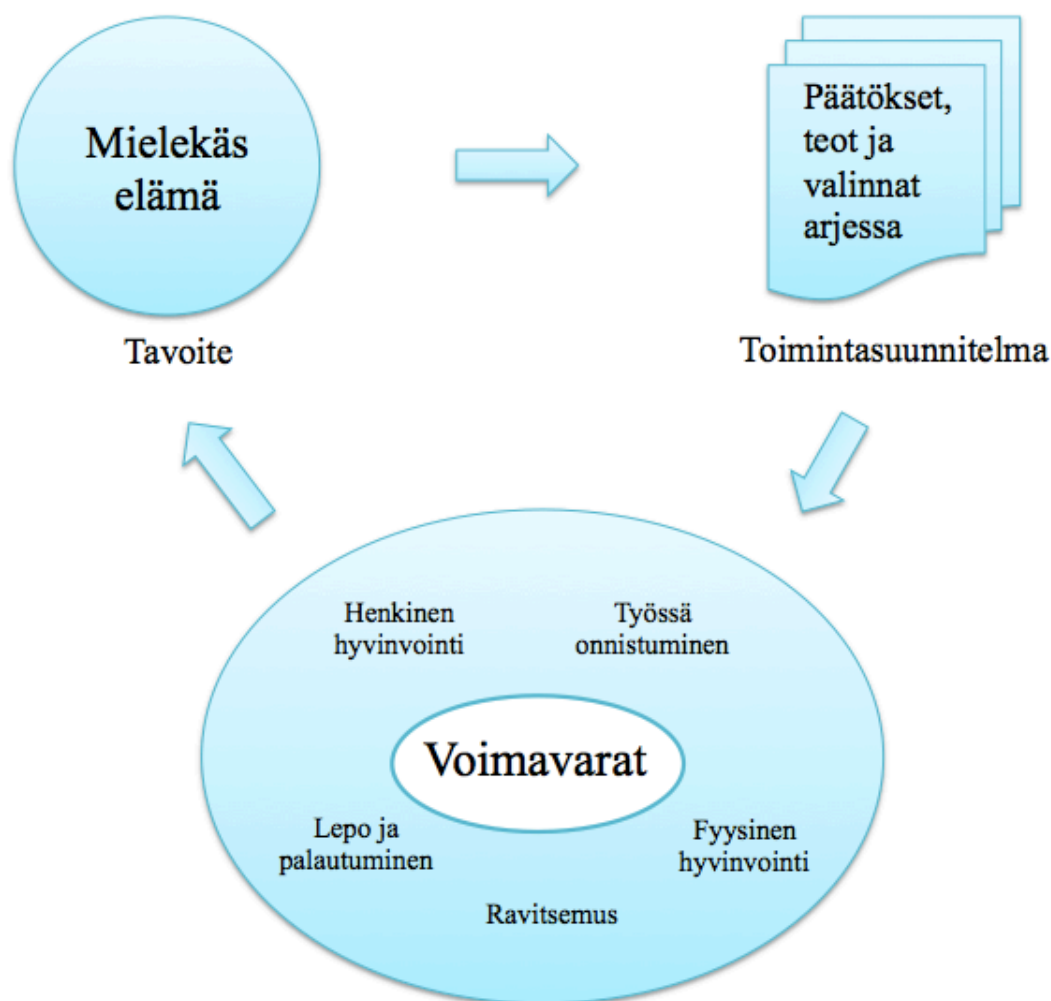 Mielekäs
elämä
Tavoite
Päätökset,
teot ja
valinnat
arjessa
Toimintasuunnitelma
Henkinen
hyvinvointi
Työssä
onnistuminen
Voimavarat
Lepo ja
palautuminen
Fyysinen
hyvinvointi
Ravitsemus